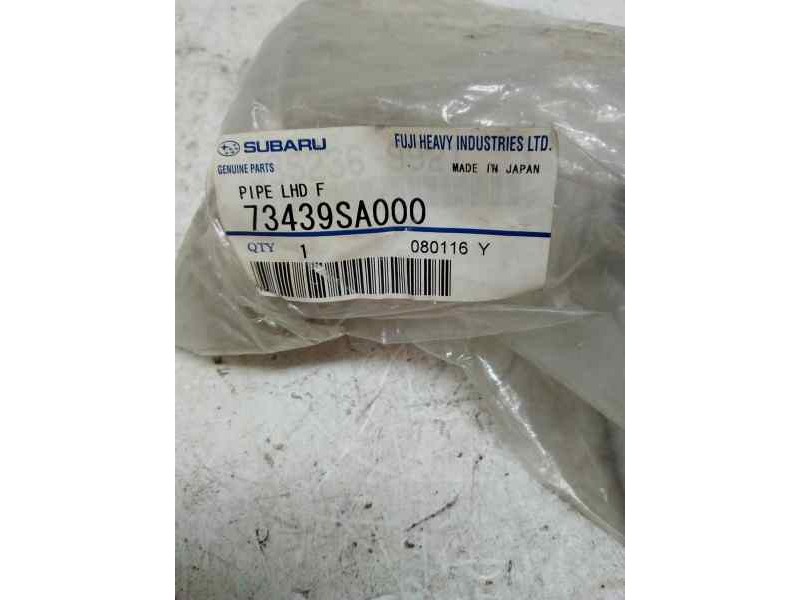 SUBARU FUJI HEAVY INDUSTRIES LTD.
GENUINE PARTS MADE IN JAPAN
PIPE LHD F
73439SA000
QTY 1 080116 Y